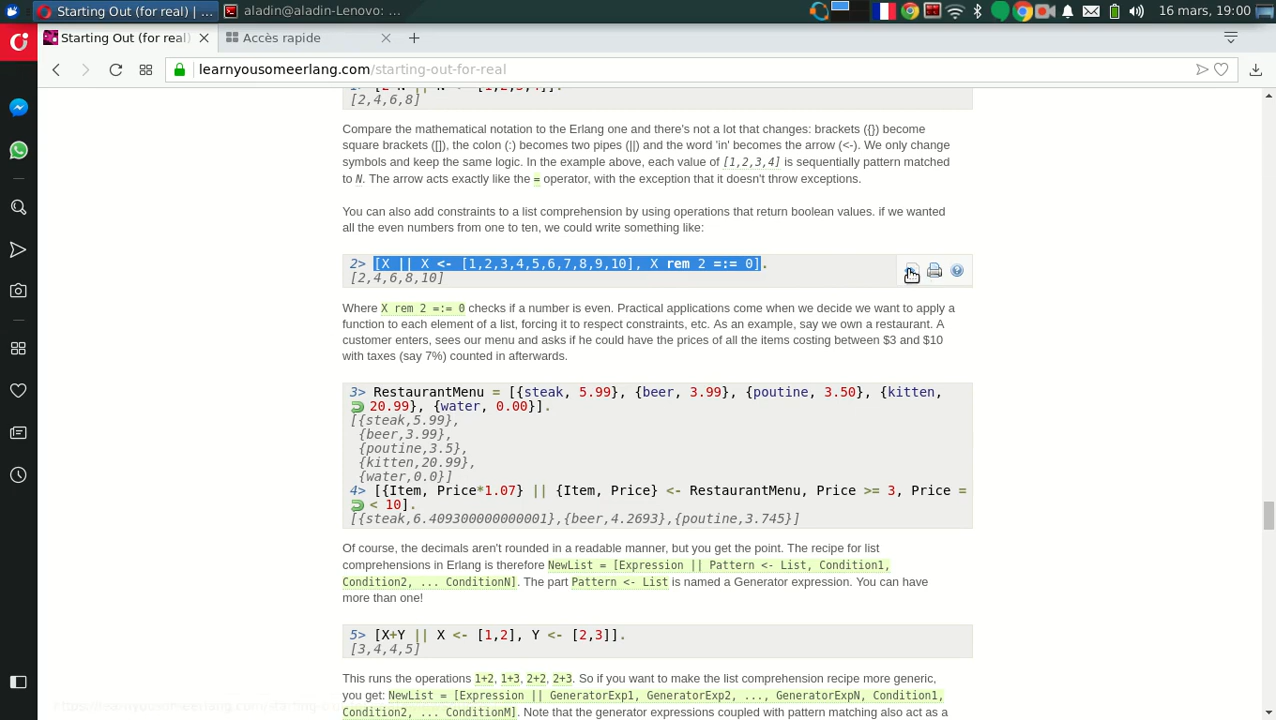 Starting Out (for real) ... aladin@aladin-Lenovo: ... 16 mars, 19:00
Starting Out (for real) Accès rapide
learnyousomeerlang.com/starting-out-for-real
[2,4,6,8]
Compare the mathematical notation to the Erlang one and there's not a lot that changes: brackets ({}) become
square brackets ([]), the colon (:) becomes two pipes (||) and the word 'in' becomes the arrow (<-). We only change
symbols and keep the same logic. In the example above, each value of [1,2,3,4] is sequentially pattern matched
to N. The arrow acts exactly like the = operator, with the exception that it doesn't throw exceptions.
You can also add constraints to a list comprehension by using operations that return boolean values. if we wanted
all the even numbers from one to ten, we could write something like:
2> [X || X <- [1,2,3,4,5,6,7,8,9,10], X rem 2 =:= 0].
[2,4,6,8,10]
Where X rem 2 =:= 0 checks if a number is even. Practical applications come when we decide we want to apply a
function to each element of a list, forcing it to respect constraints, etc. As an example, say we own a restaurant. A
customer enters, sees our menu and asks if he could have the prices of all the items costing between $3 and $10
with taxes (say 7%) counted in afterwards.
3> RestaurantMenu = [{steak, 5.99}, {beer, 3.99}, {poutine, 3.50}, {kitten,
20.99}, {water, 0.00}].
[{steak,5.99},
{beer,3.99},
{poutine,3.5},
{kitten,20.99},
{water,0.0}]
4> [{Item, Price*1.07} || {Item, Price} <- RestaurantMenu, Price >= 3, Price =
< 10].
[{steak,6.409300000000001},{beer,4.2693},{poutine,3.745}]
Of course, the decimals aren't rounded in a readable manner, but you get the point. The recipe for list
comprehensions in Erlang is therefore NewList = [Expression || Pattern <- List, Condition1,
Condition2, ... ConditionN]. The part Pattern <- List is named a Generator expression. You can have
more than one!
5> [X+Y || X <- [1,2], Y <- [2,3]].
[3,4,4,5]
This runs the operations 1+2, 1+3, 2+2, 2+3. So if you want to make the list comprehension recipe more generic,
you get: NewList = [Expression || GeneratorExp1, GeneratorExp2, ..., GeneratorExpN, Condition1,
Condition2, ... ConditionM]. Note that the generator expressions coupled with pattern matching also act as a